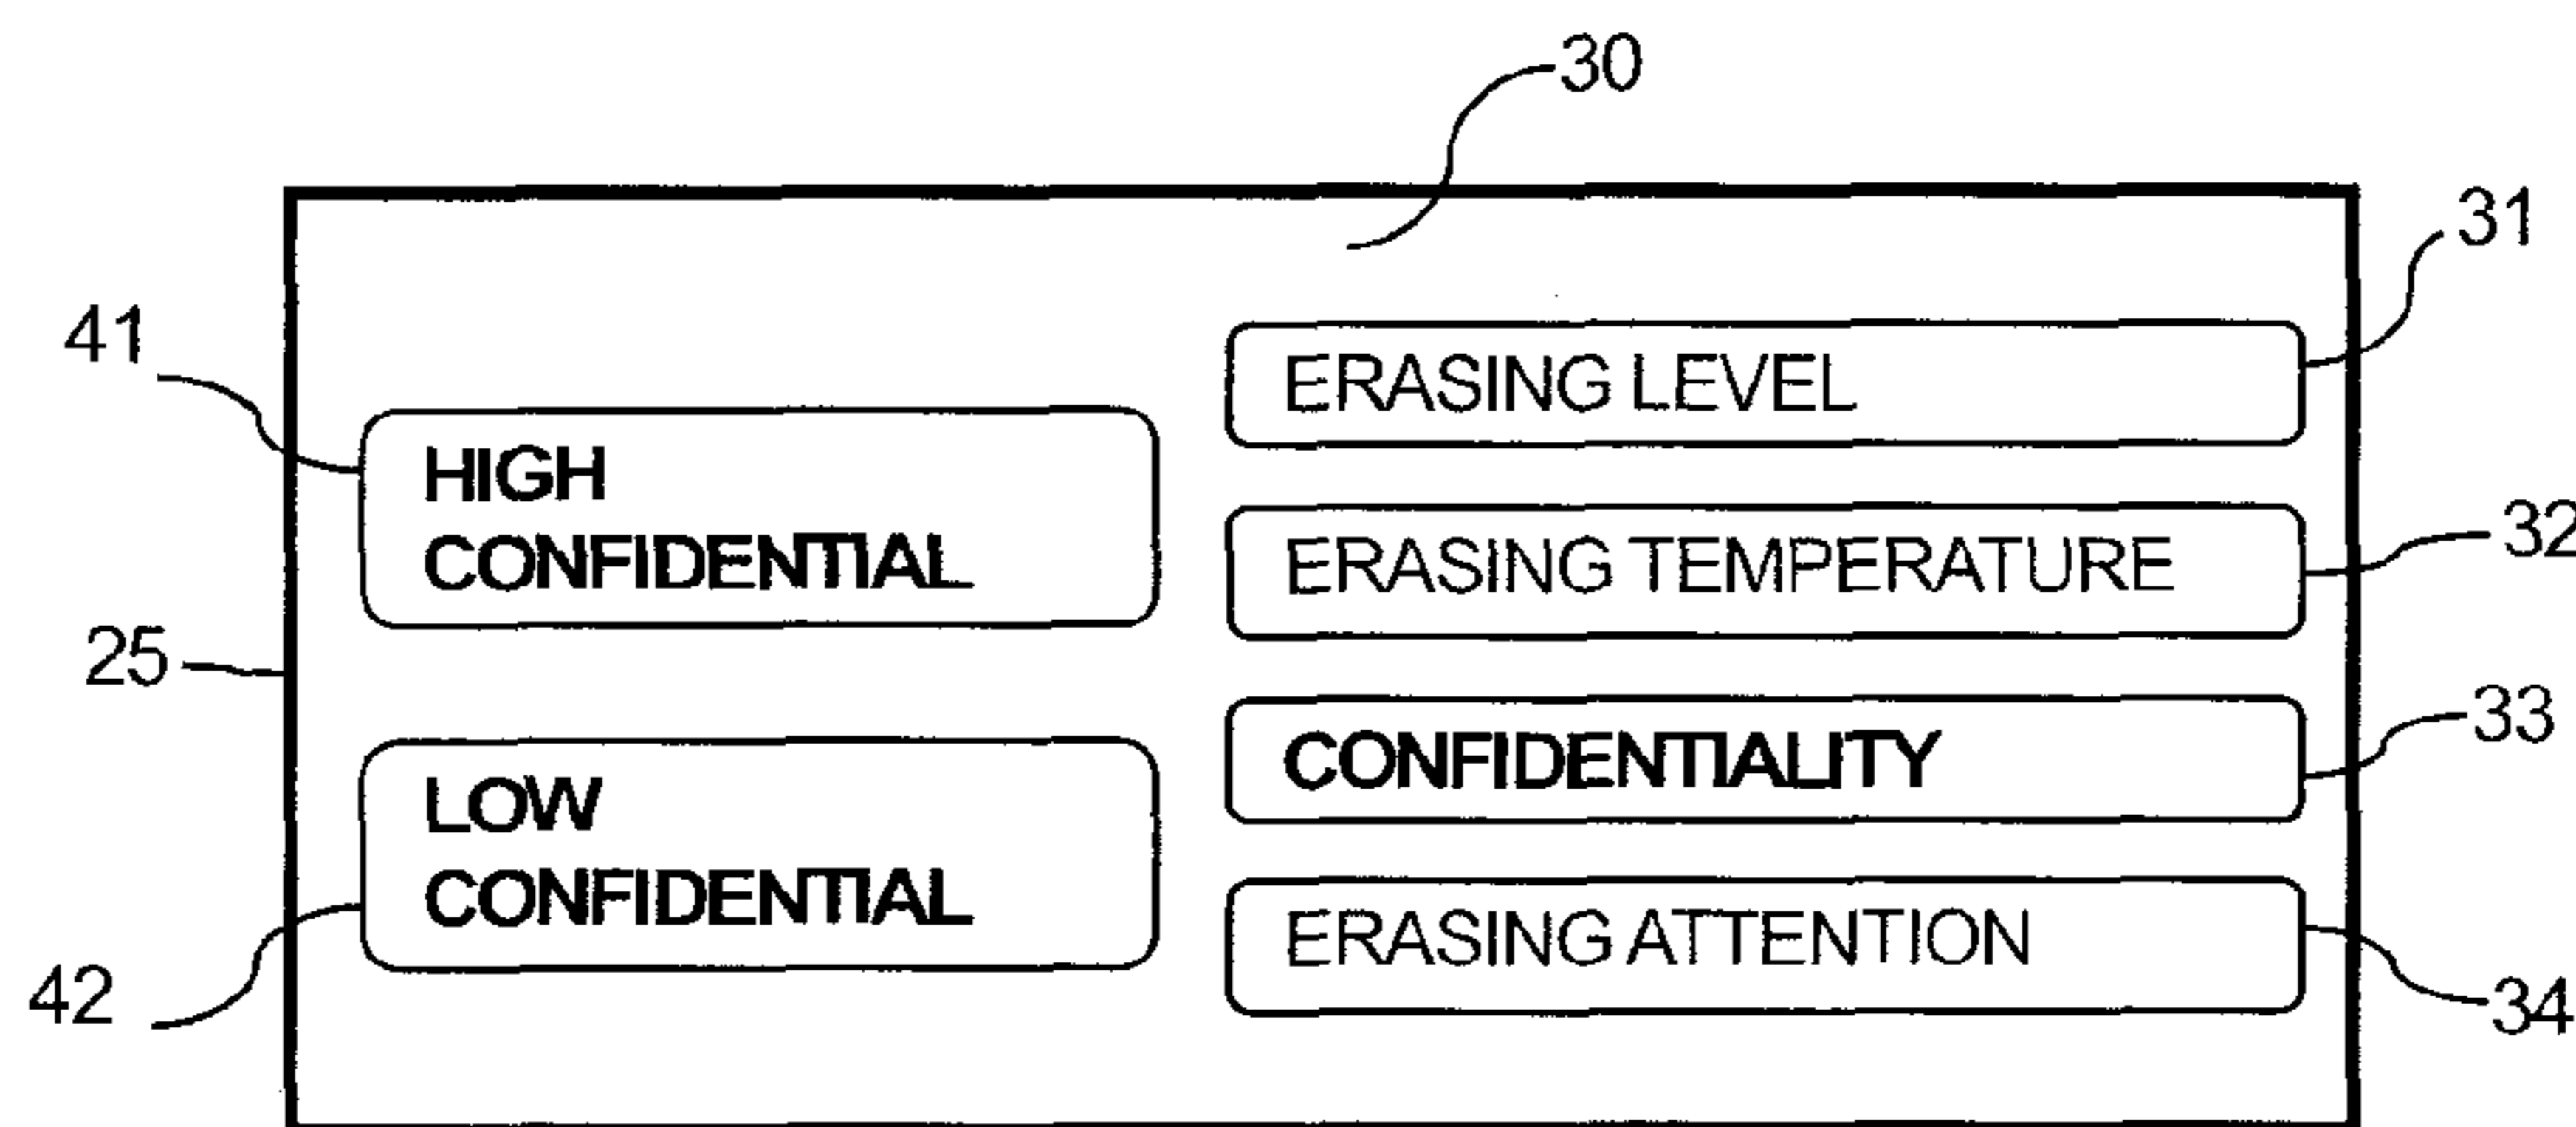 30
31
41
ERASING LEVEL
HIGH
CONFIDENTIAL
ERASING TEMPERATURE
32
25
CONFIDENTIALITY
33
LOW
CONFIDENTIAL
ERASING ATTENTION
42
34